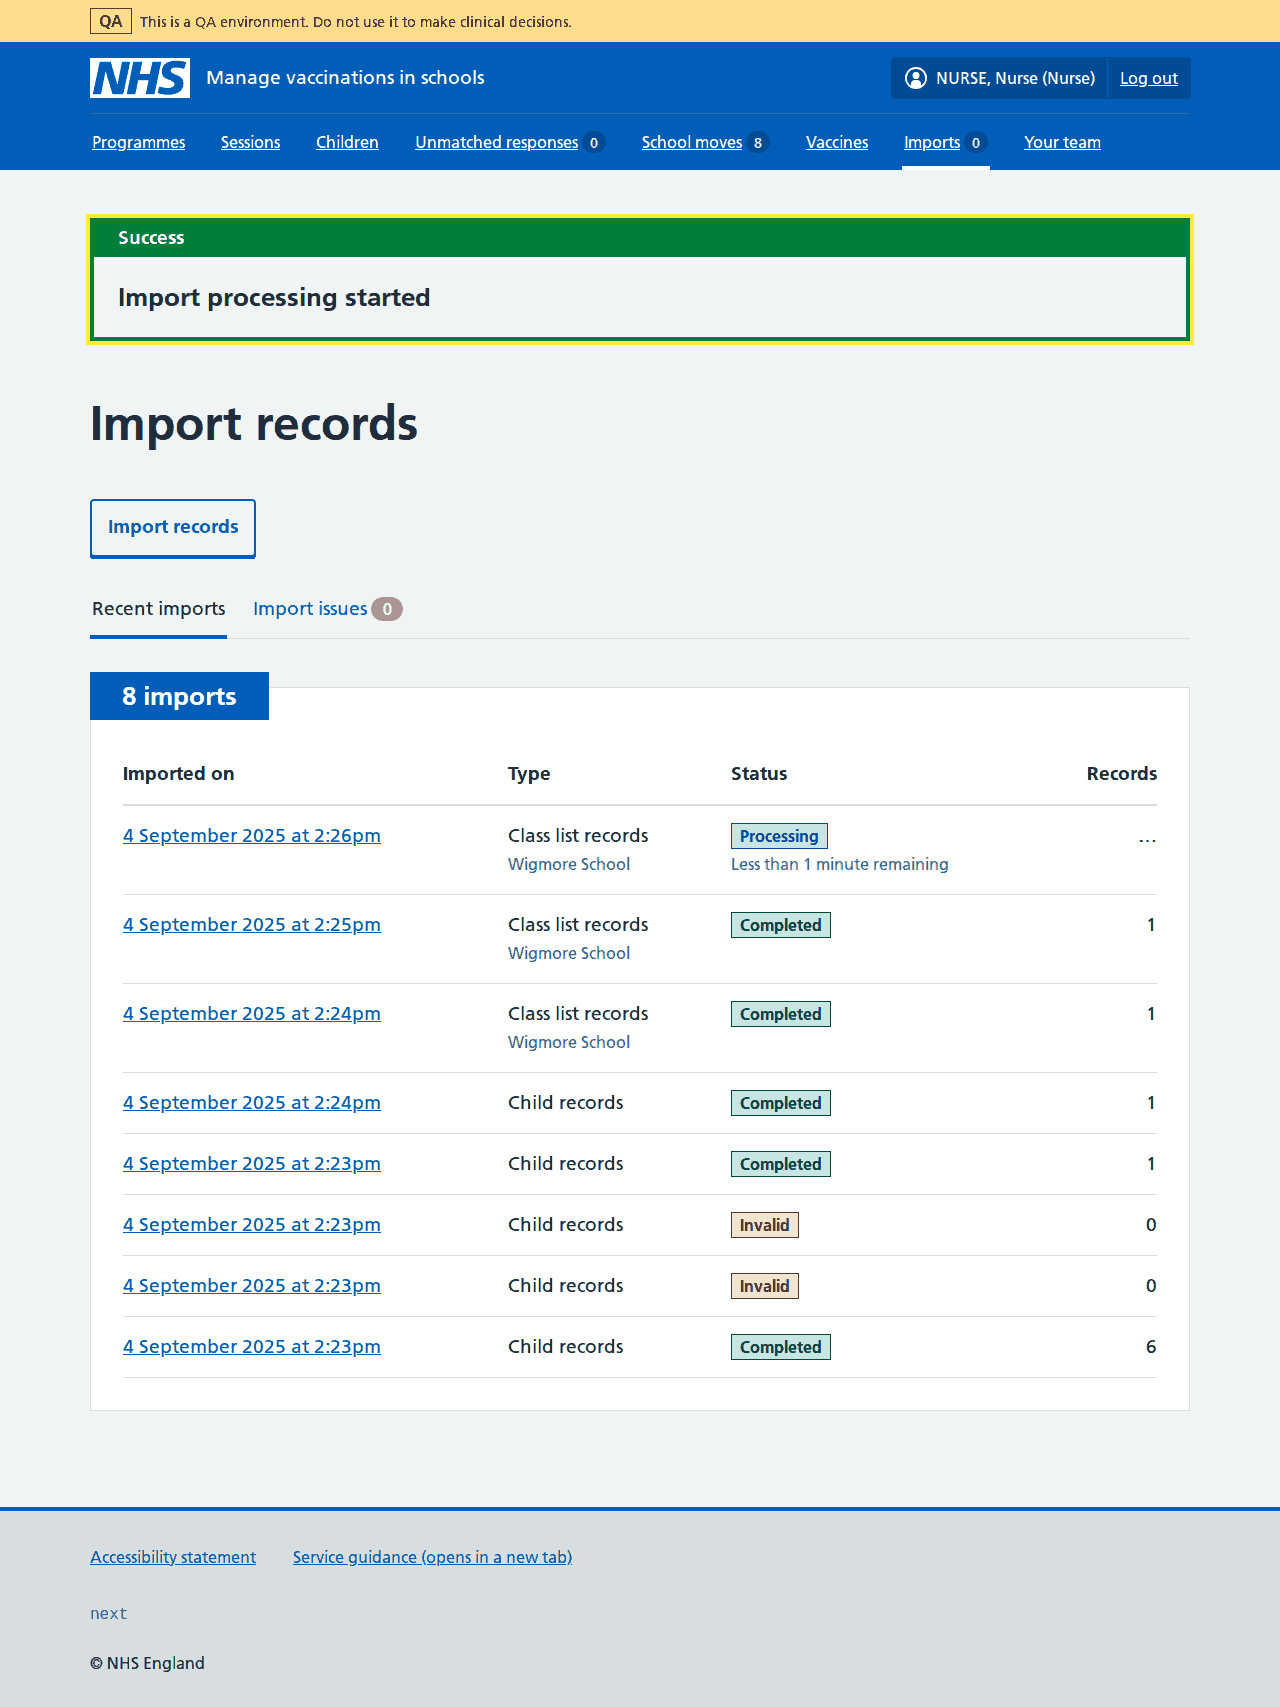 QA This is a QA environment. Do not use it to make clinical decisions.
NHS Manage vaccinations in schools NURSE, Nurse (Nurse) Log out
Programmes Sessions Children Unmatched responses 0 School moves 8 Vaccines Imports 0 Your team
Success
Import processing started
Import records
Import records
Recent imports Import issues 0
8 imports
Imported on Type Status Records
4 September 2025 at 2:26pm Class list records Processing ...
Wigmore School Less than 1 minute remaining
4 September 2025 at 2:25pm Class list records Completed 1
Wigmore School
4 September 2025 at 2:24pm Class list records Completed 1
Wigmore School
4 September 2025 at 2:24pm Child records Completed 1
4 September 2025 at 2:23pm Child records Completed 1
4 September 2025 at 2:23pm Child records Invalid 0
4 September 2025 at 2:23pm Child records Invalid 0
4 September 2025 at 2:23pm Child records Completed 6
Accessibility statement Service guidance (opens in a new tab)
next
© NHS England